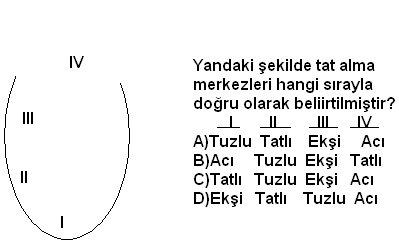 IV
III
II
I
Yandaki şekilde tat alma
merkezleri hangi sırayla
doğru olarak beliirtilmiştir?
I II III IV
A)Tuzlu Tatlı Ekşi Acı
B)Acı Tuzlu Ekşi Tatlı
C)Tatlı Tuzlu Ekşi Acı
D)Ekşi Tatlı Tuzlu Acı